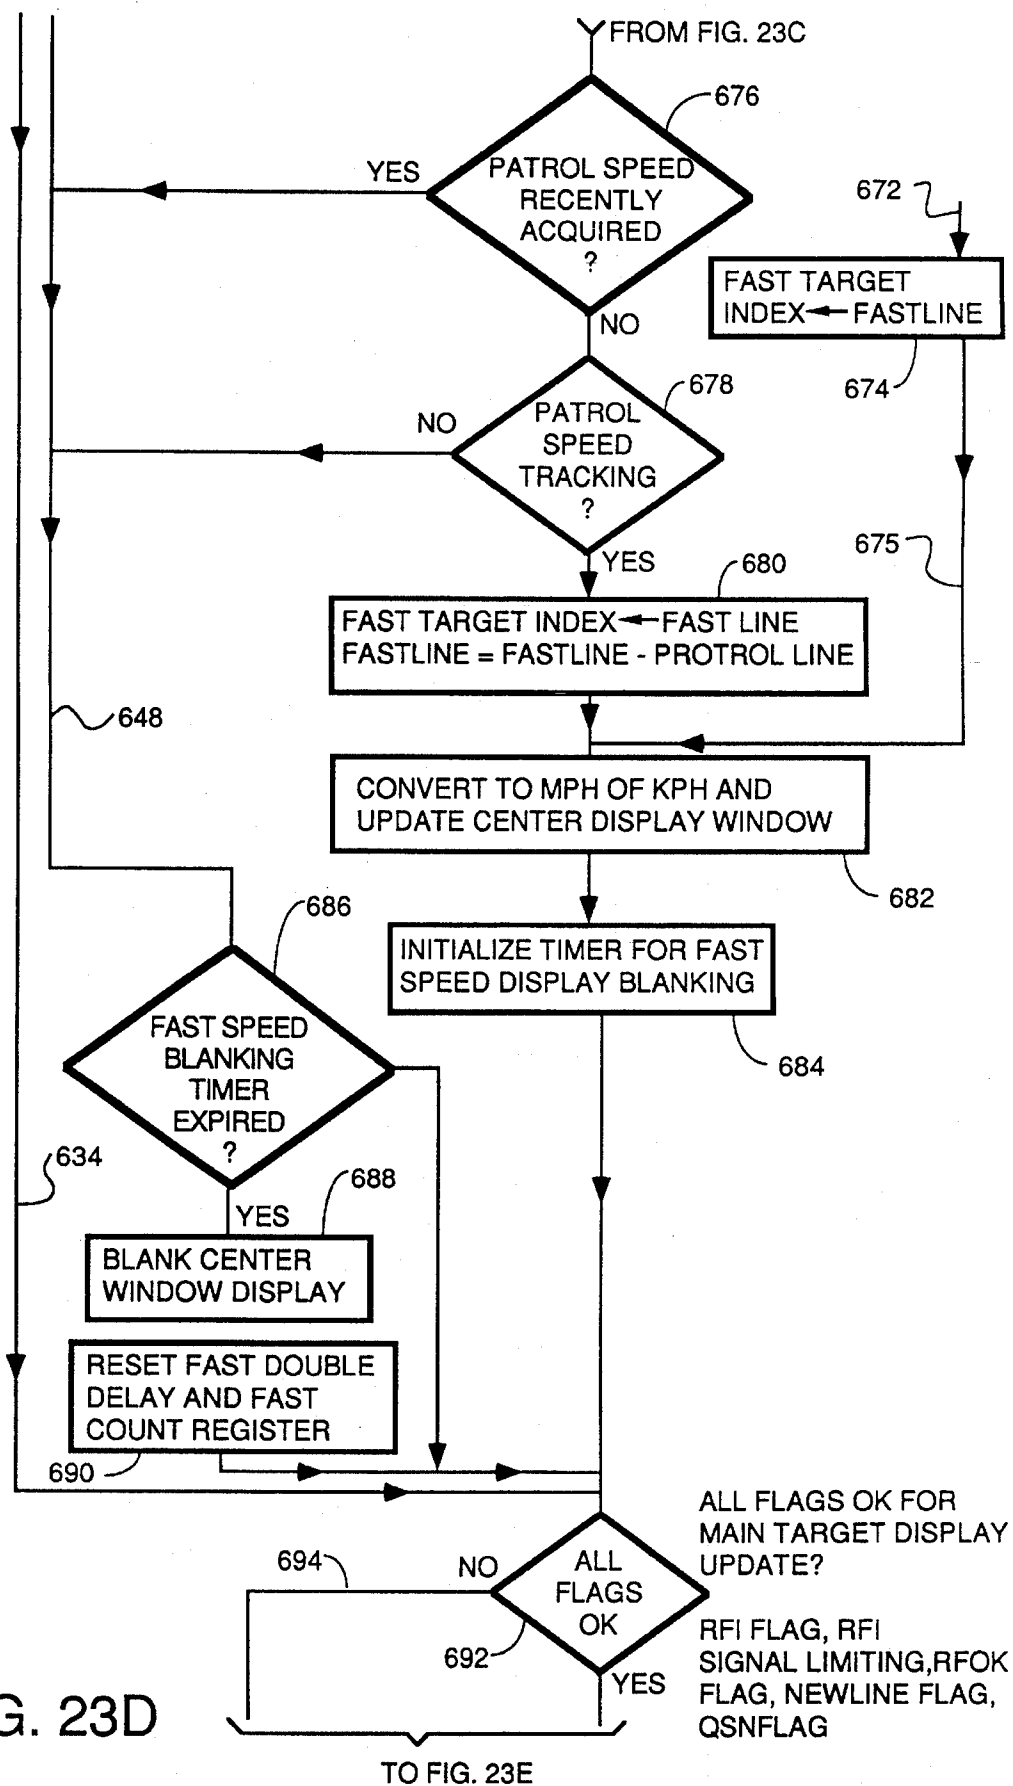 FROM FIG. 23C
676
PATROL SPEED
RECENTLY
ACQUIRED
?
YES
NO
672
FAST TARGET
INDEX←FASTLINE
674
678
PATROL
SPEED
TRACKING
?
NO
YES
675
680
FAST TARGET INDEX←FAST LINE
FASTLINE = FASTLINE - PROTROL LINE
648
CONVERT TO MPH OF KPH AND
UPDATE CENTER DISPLAY WINDOW
682
686
INITIALIZE TIMER FOR FAST
SPEED DISPLAY BLANKING
684
FAST SPEED
BLANKING
TIMER
EXPIRED
?
634
YES
688
BLANK CENTER
WINDOW DISPLAY
RESET FAST DOUBLE
DELAY AND FAST
COUNT REGISTER
690
ALL FLAGS OK FOR
MAIN TARGET DISPLAY
UPDATE?
694
NO
ALL
FLAGS
OK
692
YES
RFI FLAG, RFI
SIGNAL LIMITING,RFOK
FLAG, NEWLINE FLAG,
QSNFLAG
G. 23D
TO FIG. 23E